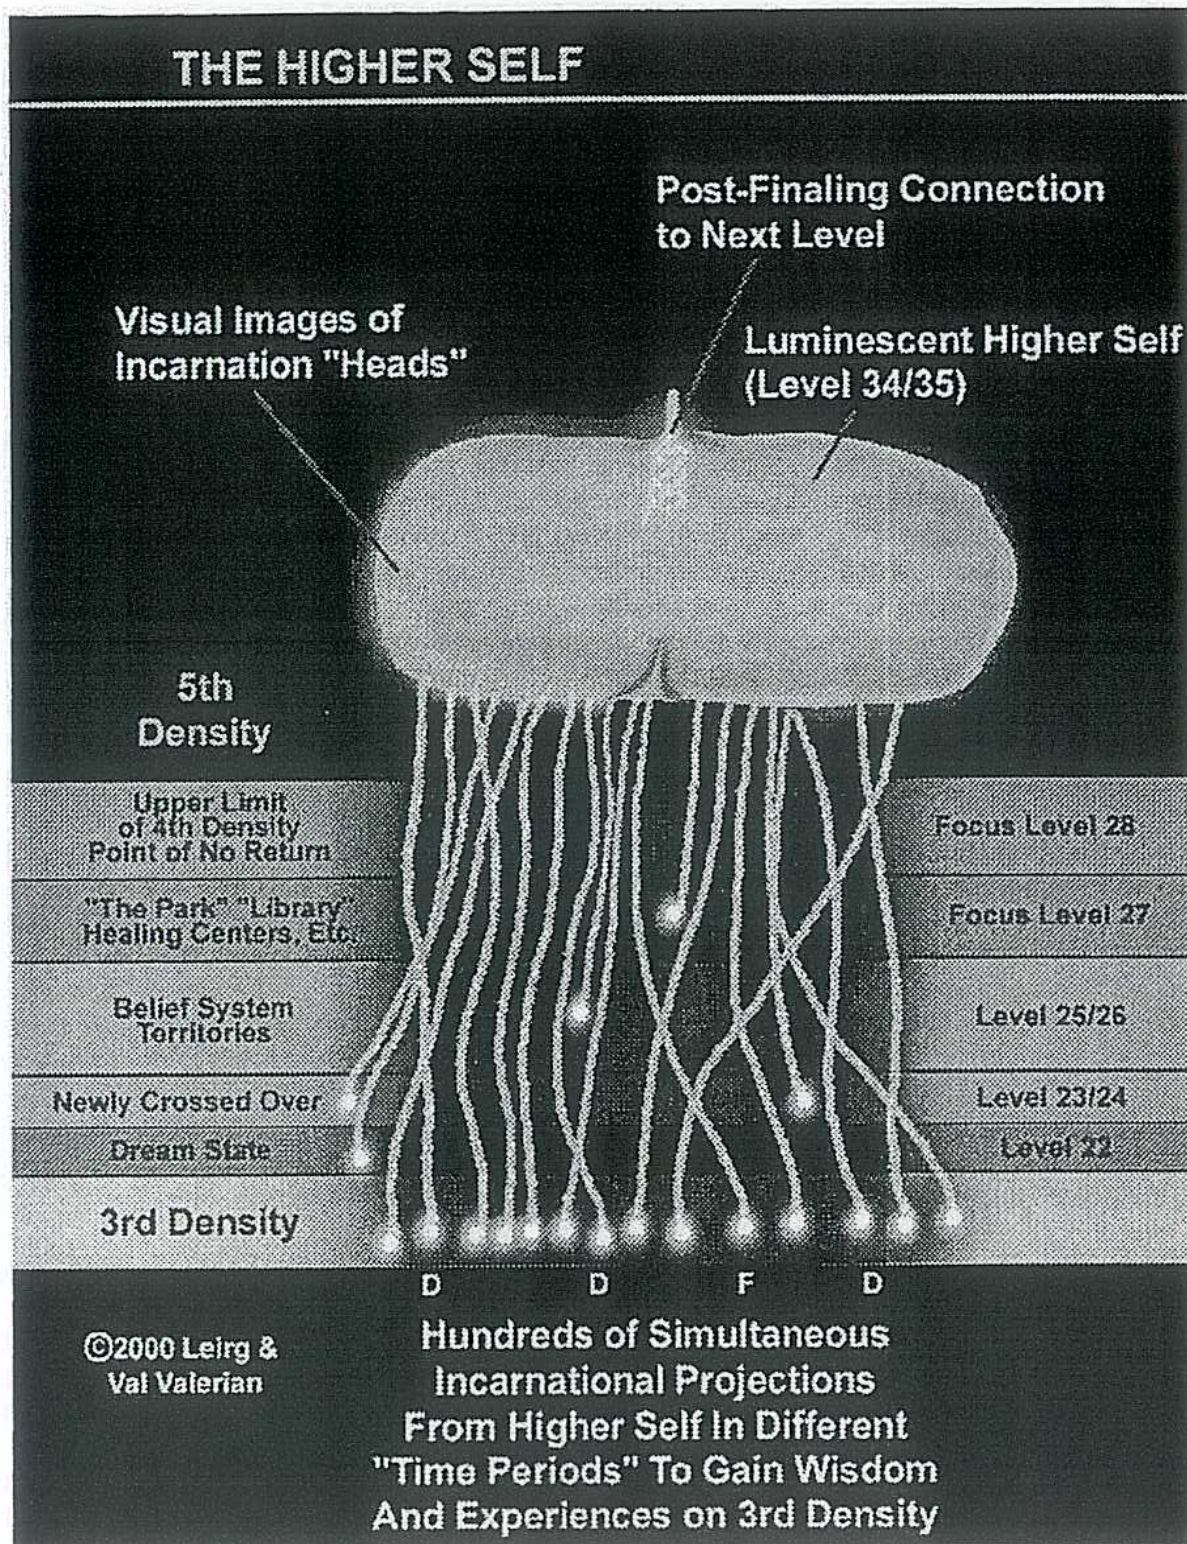 THE HIGHER SELF
Post-Finaling Connection
to Next Level
Visual Images of
Incarnation "Heads"
Luminescent Higher Self
(Level 34/35)
5th
Density
Upper Limit
of 4th Density
Point of No Return
Focus Level 28
"The Park" "Library"
Healing Centers, Etc.
Focus Level 27
Belief System
Territories
Level 25/26
Newly Crossed Over
Level 23/24
Dream State
Level 22
3rd Density
D D F D
©2000 Leirg &
Val Valerian
Hundreds of Simultaneous
Incarnational Projections
From Higher Self In Different
"Time Periods" To Gain Wisdom
And Experiences on 3rd Density